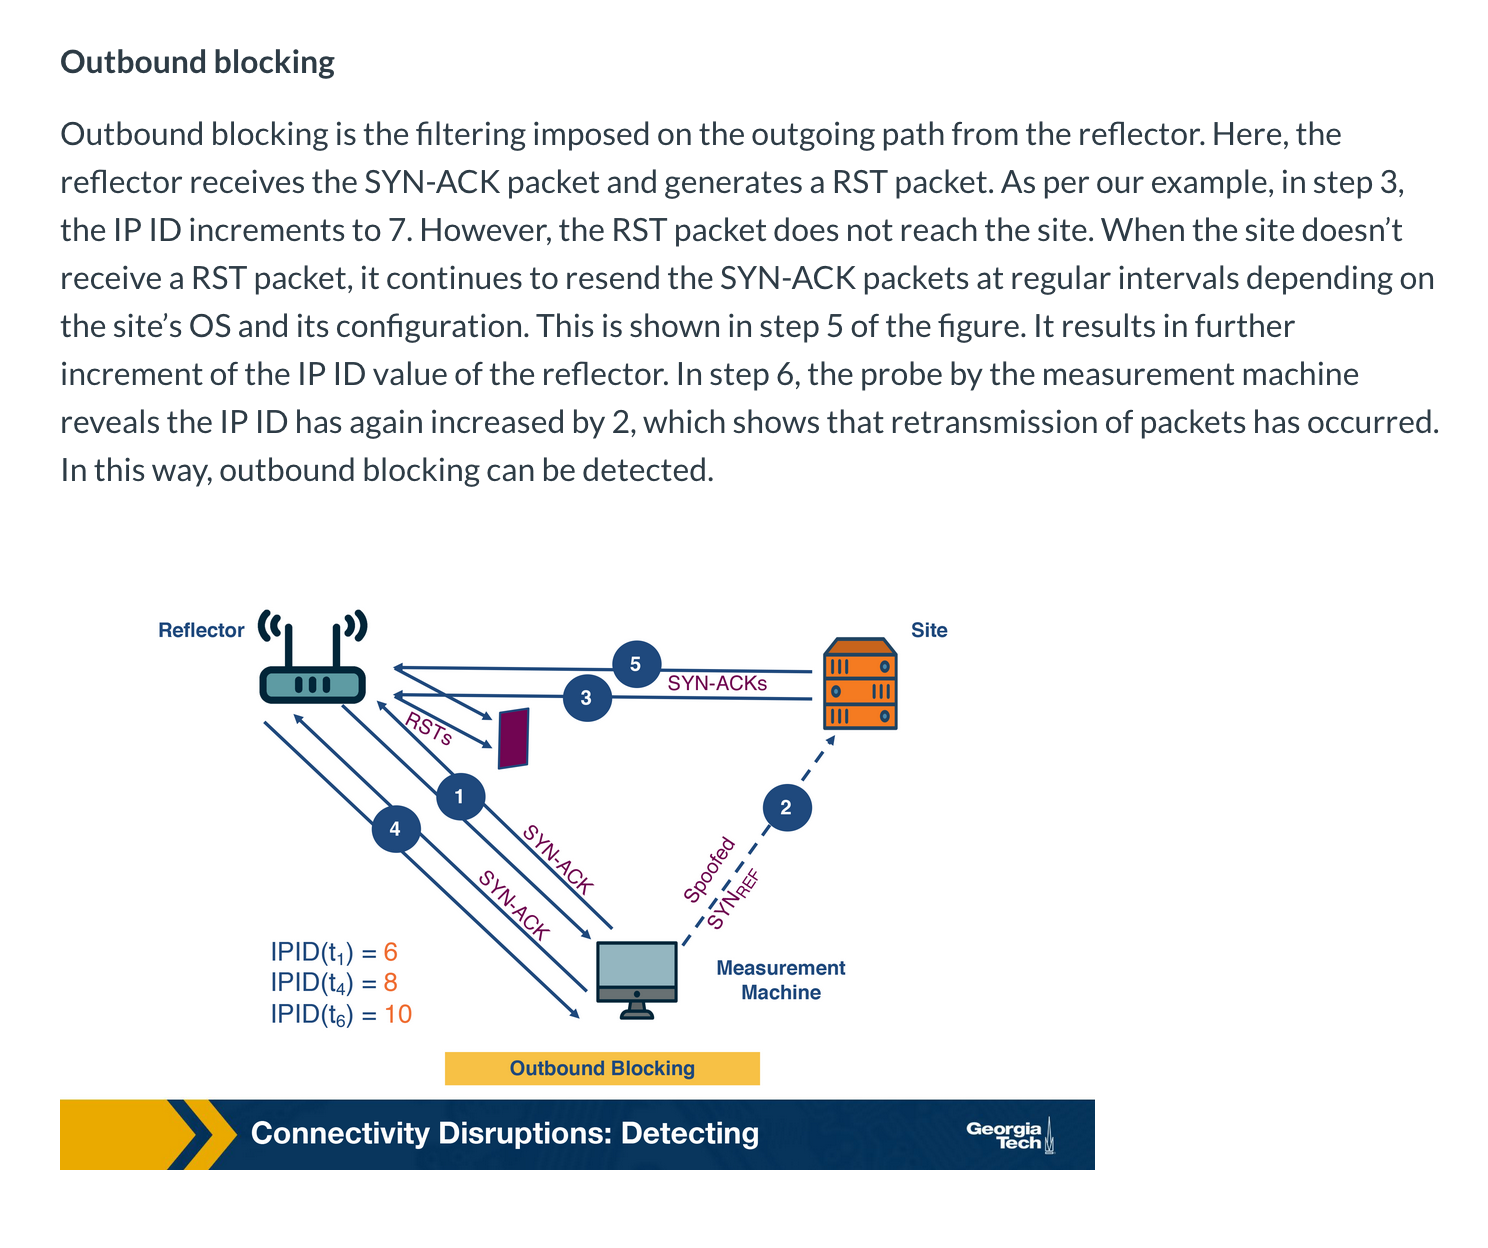 Outbound blocking
Outbound blocking is the filtering imposed on the outgoing path from the reflector. Here, the
reflector receives the SYN-ACK packet and generates a RST packet. As per our example, in step 3,
the IP ID increments to 7. However, the RST packet does not reach the site. When the site doesn’t
receive a RST packet, it continues to resend the SYN-ACK packets at regular intervals depending on
the site’s OS and its configuration. This is shown in step 5 of the figure. It results in further
increment of the IP ID value of the reflector. In step 6, the probe by the measurement machine
reveals the IP ID has again increased by 2, which shows that retransmission of packets has occurred.
In this way, outbound blocking can be detected.
Reflector
Site
5
SYN-ACKs
3
RSTs
1
2
4
SYN-ACK
Spoofed
SYN-ACK
SYNREF
IPID(t1) = 6
IPID(t4) = 8
IPID(t6) = 10
Measurement
Machine
Outbound Blocking
Connectivity Disruptions: Detecting
Georgia
Tech